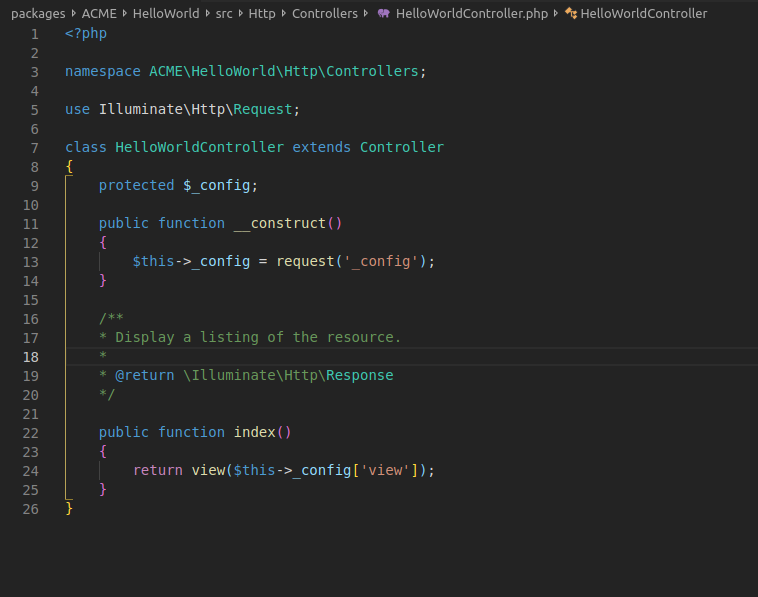 packages > ACME > HelloWorld > src > Http > Controllers > HelloWorldController.php > HelloWorldController
1 <?php
2
3 namespace ACME\HelloWorld\Http\Controllers;
4
5 use Illuminate\Http\Request;
6
7 class HelloWorldController extends Controller
8 {
9     protected $_config;
10
11     public function __construct()
12     {
13         $this->_config = request('_config');
14     }
15
16     /**
17     * Display a listing of the resource.
18     *
19     * @return \Illuminate\Http\Response
20     */
21
22     public function index()
23     {
24         return view($this->_config['view']);
25     }
26 }